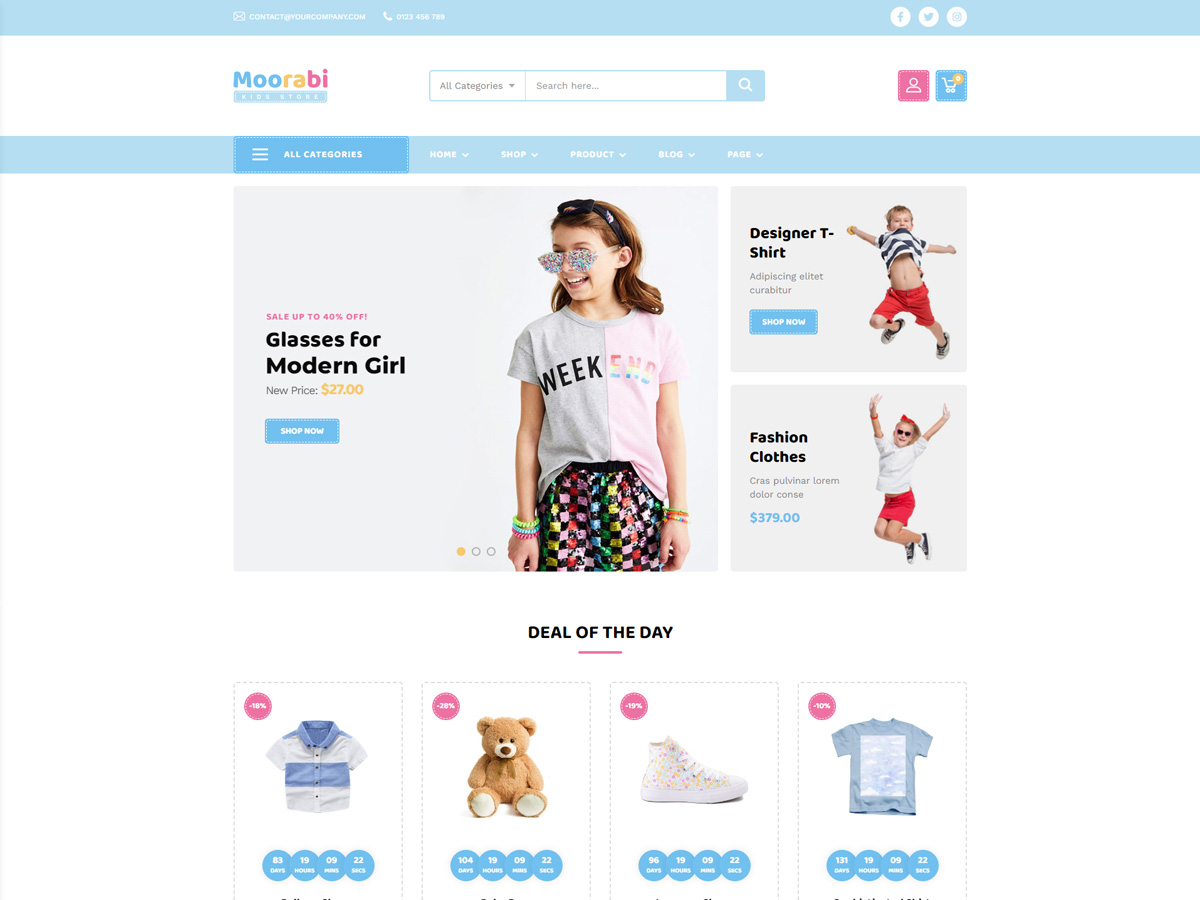 CONTACT@YOURCOMPANY.COM
0123 456 789
Moorabi
KIDS STORE
All Categories
Search here...
0
ALL CATEGORIES
HOME
SHOP
PRODUCT
BLOG
PAGE
SALE UP TO 40% OFF!
Glasses for
Modern Girl
New Price: $27.00
SHOP NOW
WEEKEND
Designer T-
Shirt
Adipiscing elitet
curabitur
SHOP NOW
Fashion
Clothes
Cras pulvinar lorem
dolor conse
$379.00
DEAL OF THE DAY
-18%
-28%
-19%
-10%
83 19 09 22
DAYS HOURS MINS SECS
104 19 09 22
DAYS HOURS MINS SECS
96 19 09 22
DAYS HOURS MINS SECS
131 19 09 22
DAYS HOURS MINS SECS